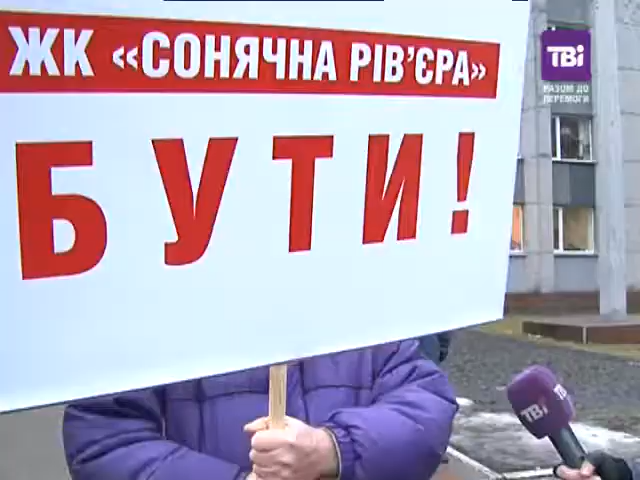 ЖК «СОНЯЧНА РІВ'ЄРА»
БУТИ!
ТВі
РАЗОМ ДО
ПЕРЕМОГИ
ТВі